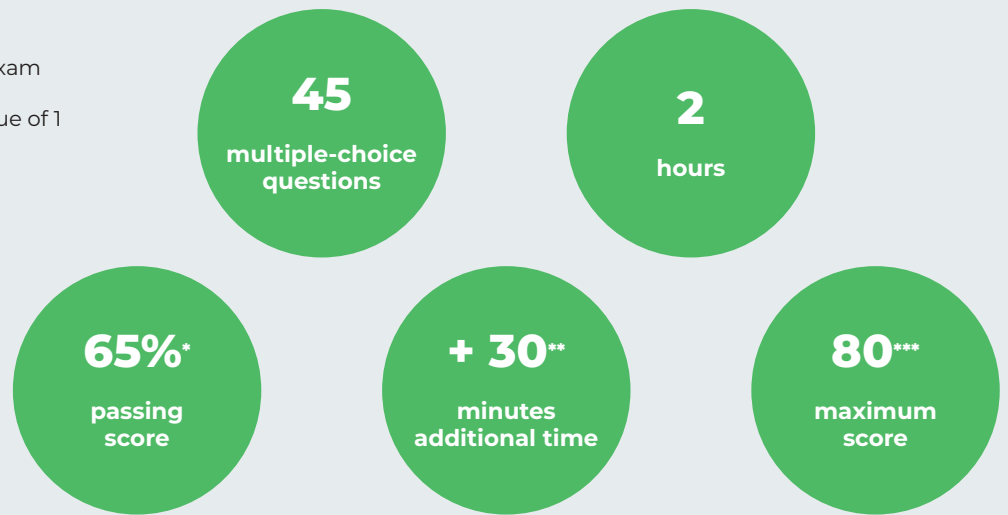 xam
ue of 1
45
multiple-choice
questions
2
hours
65%*
passing
score
+ 30**
minutes
additional time
80***
maximum
score